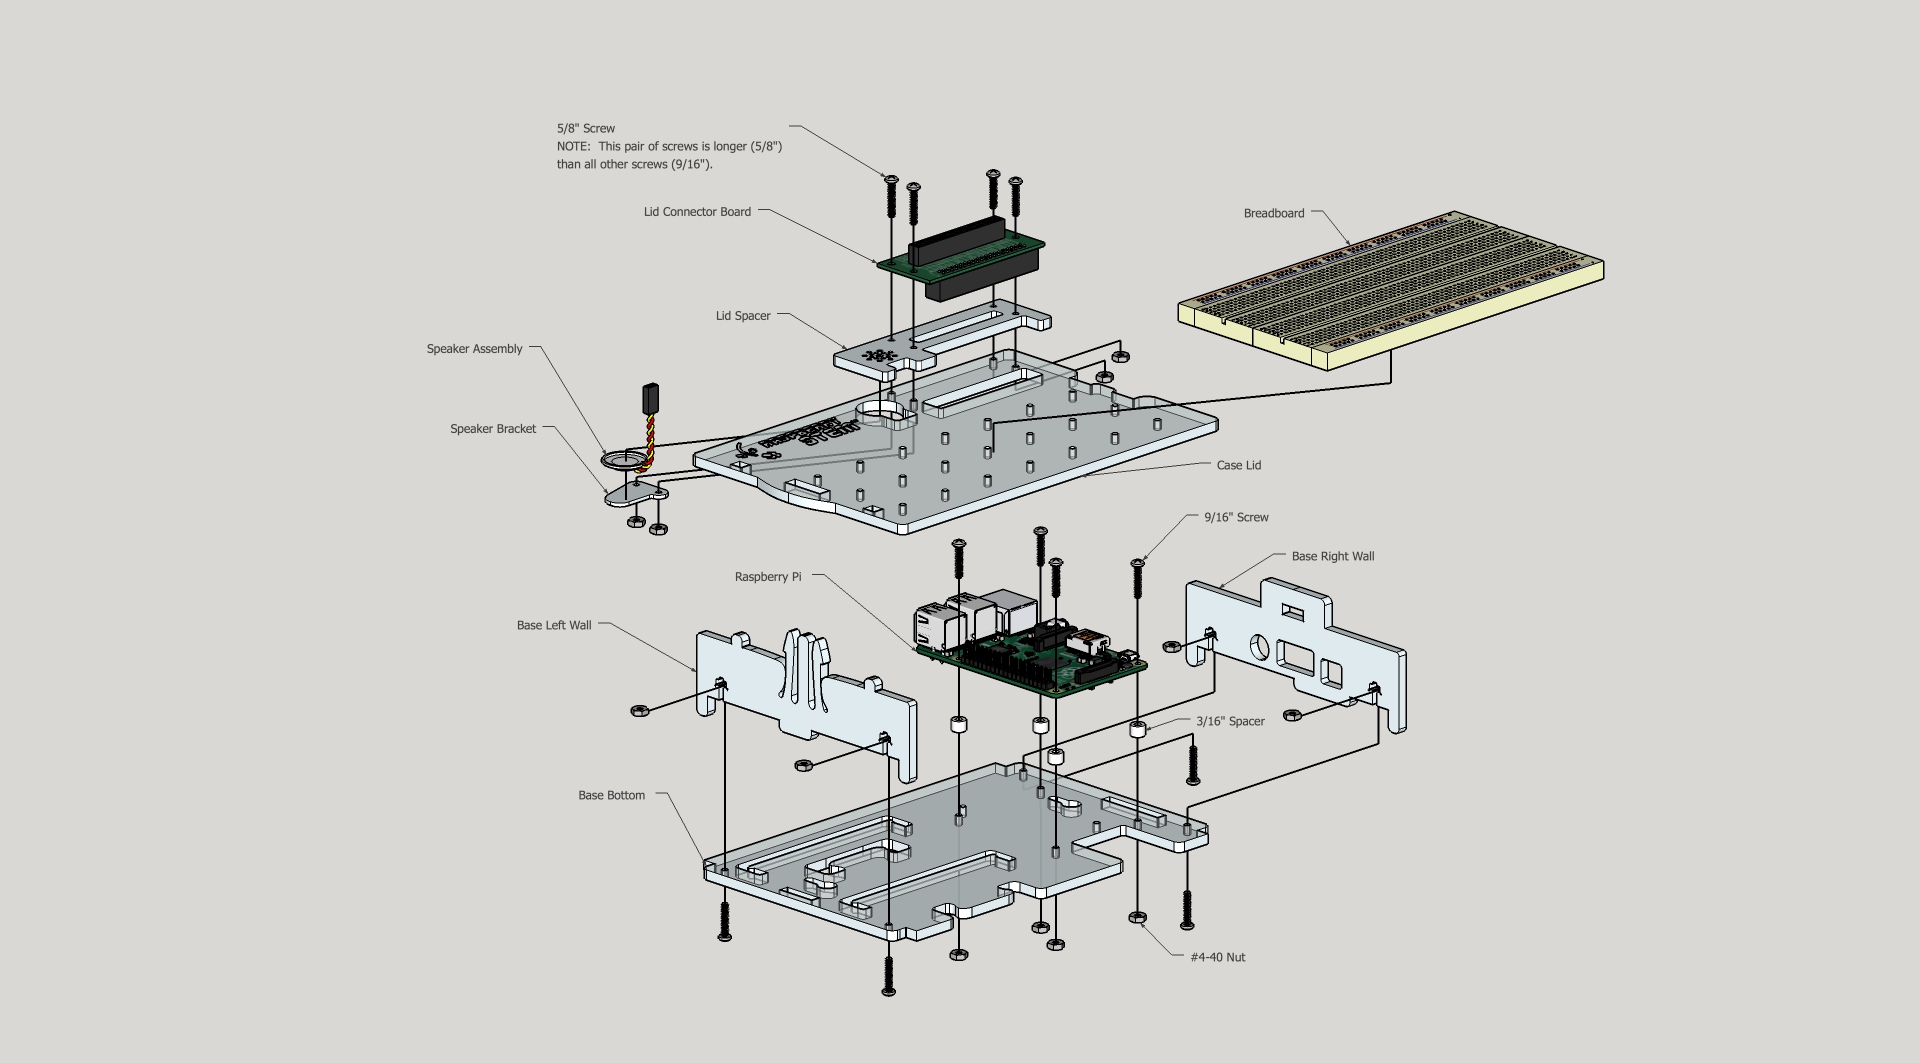 5/8" Screw
NOTE:  This pair of screws is longer (5/8")
than all other screws (9/16").
Lid Connector Board
Breadboard
Lid Spacer
Speaker Assembly
Speaker Bracket
Case Lid
9/16" Screw
Base Right Wall
Raspberry Pi
Base Left Wall
3/16" Spacer
Base Bottom
#4-40 Nut